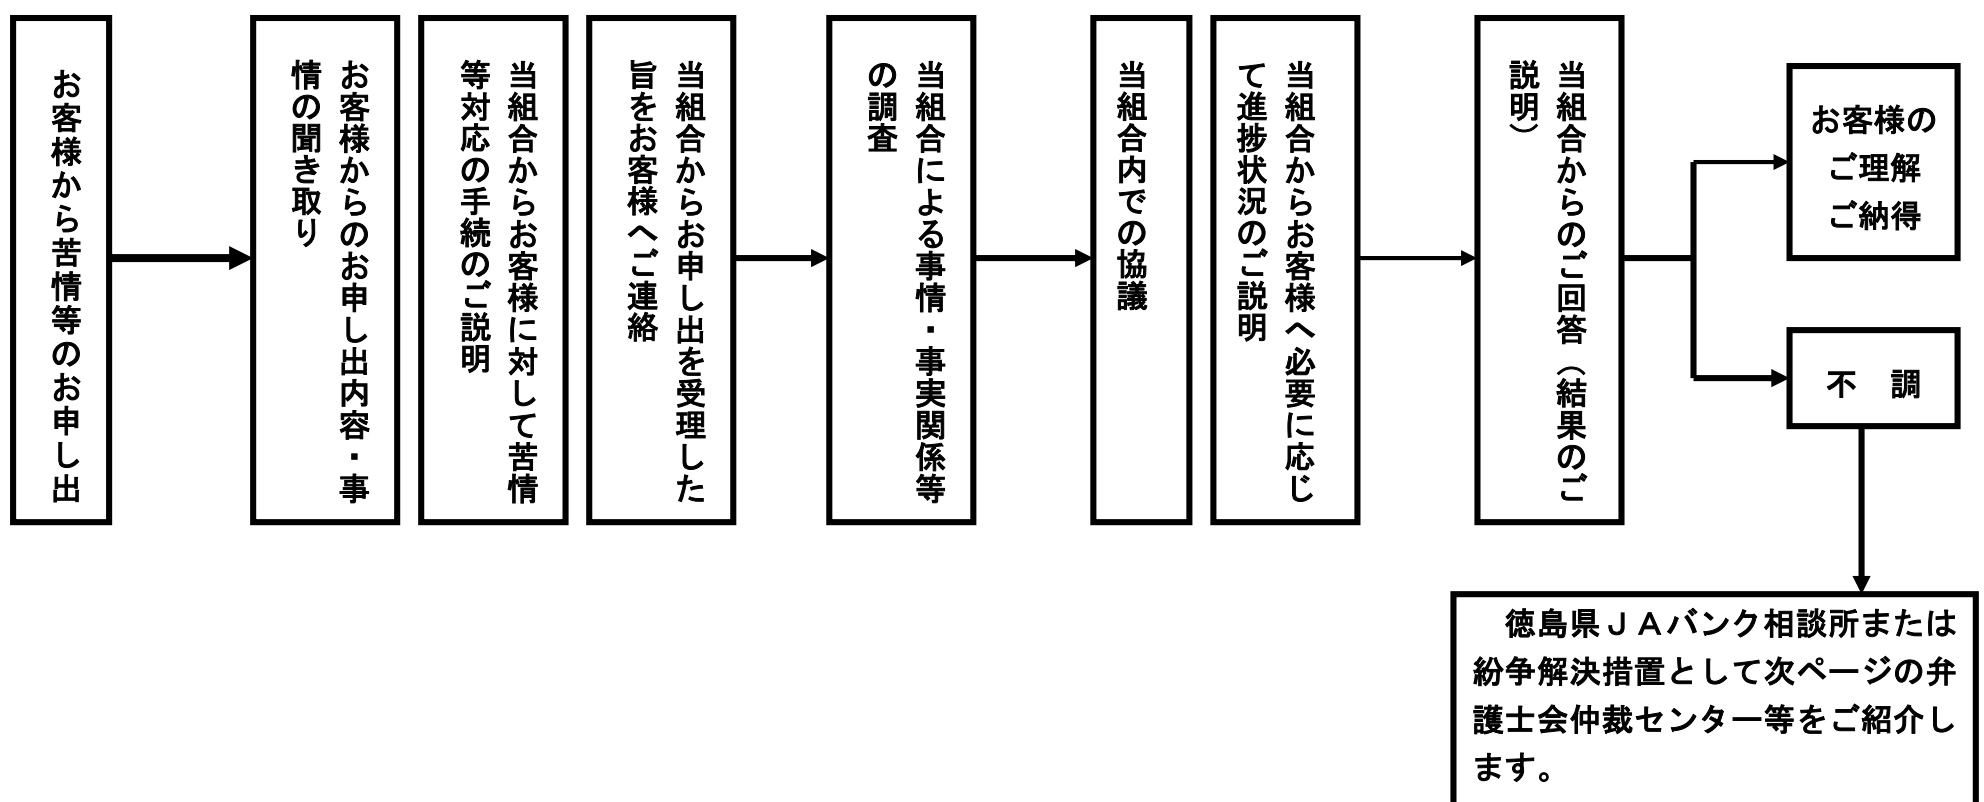 お客様から苦情等のお申し出
お客様からのお申し出内容・事
情の聞き取り
当組合からお客様に対して苦情
等対応の手続のご説明
当組合からお申し出を受理した
旨をお客様へご連絡
当組合による事情・事実関係等
の調査
当組合内での協議
当組合からお客様へ必要に応じ
て進捗状況のご説明
当組合からのご回答（結果のご
説明）
お客様の
ご理解
ご納得
不　調
徳島県ＪＡバンク相談所または
紛争解決措置として次ページの弁
護士会仲裁センター等をご紹介し
ます。